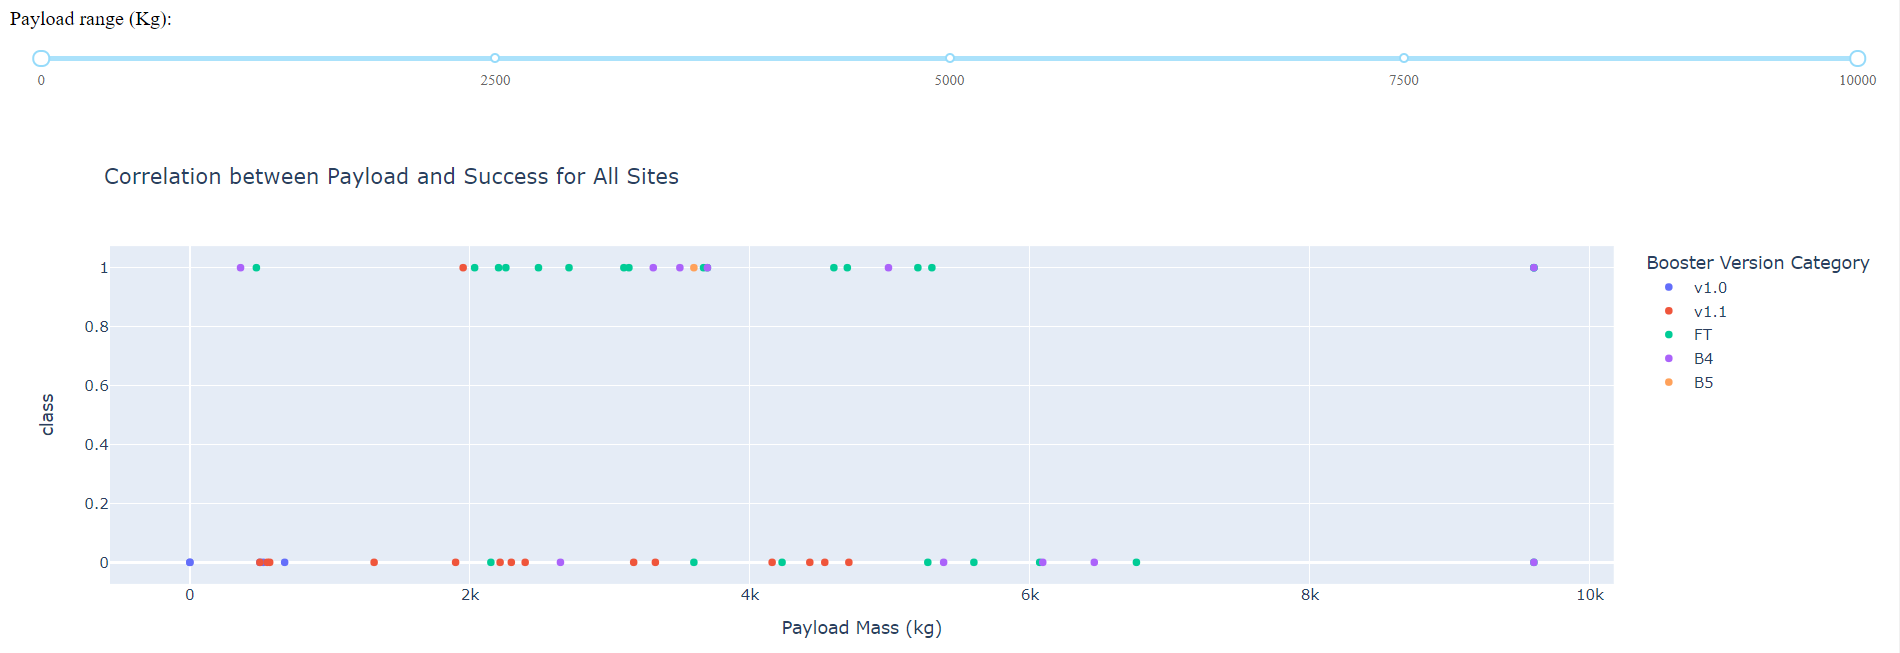 Payload range (Kg):
0 2500 5000 7500 10000
Correlation between Payload and Success for All Sites
Booster Version Category
v1.0
v1.1
FT
B4
B5
1
0.8
0.6
0.4
0.2
0
class
0 2k 4k 6k 8k 10k
Payload Mass (kg)